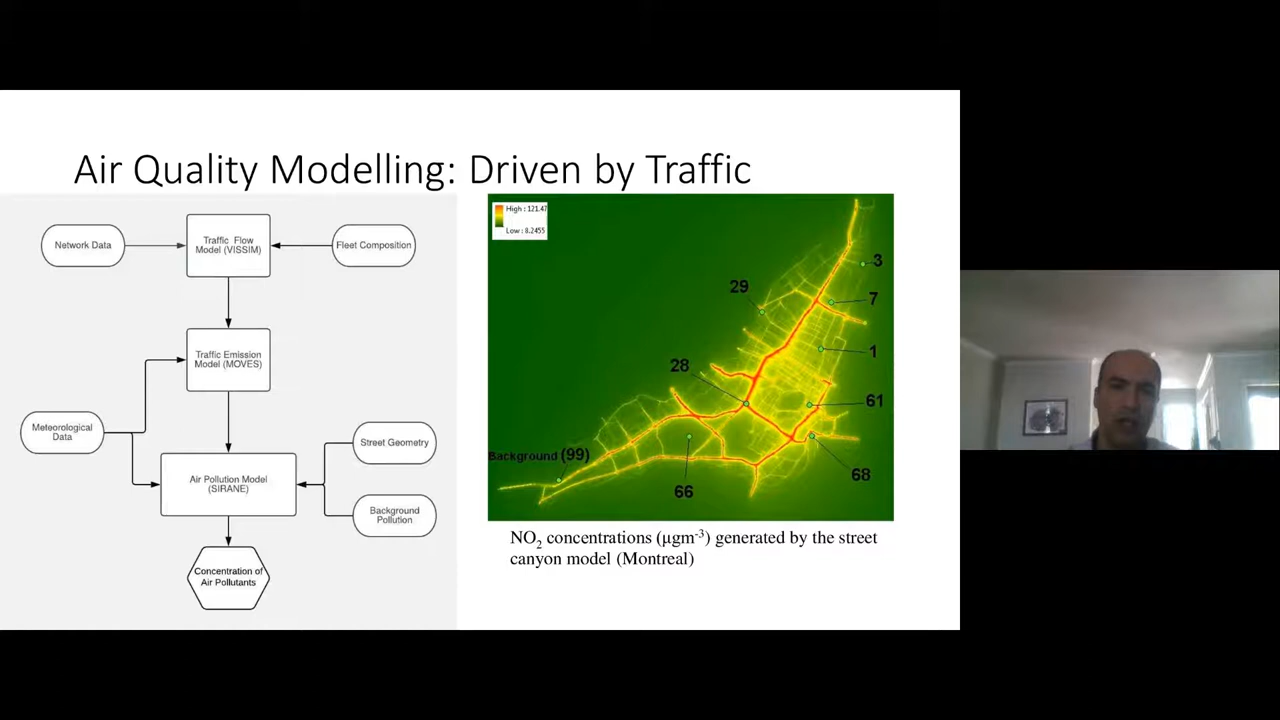 Air Quality Modelling: Driven by Traffic
Network Data
Traffic Flow
Model (VISSIM)
Fleet Composition
Traffic Emission
Model (MOVES)
Meteorological
Data
Street Geometry
Air Pollution Model
(SIRANE)
Background
Pollution
Concentration of
Air Pollutants
High : 121.47
Low : 8.2455
3
29
7
1
28
61
Background (99)
68
66
NO2 concentrations (µgm-3) generated by the street
canyon model (Montreal)